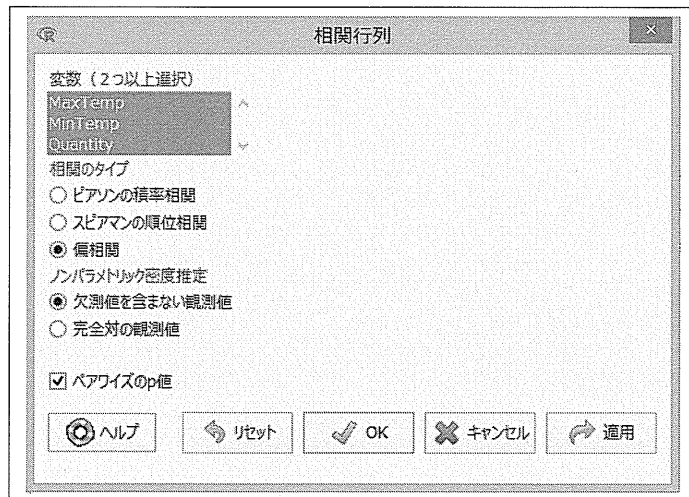 相関行列
変数（２つ以上選択）
MaxTemp
MinTemp
Quantity
相関のタイプ
ピアソンの積率相関
スピアマンの順位相関
偏相関
ノンパラメトリック密度推定
欠測値を含まない観測値
完全対の観測値
ペアワイズのp値
ヘルプ リセット OK キャンセル 適用